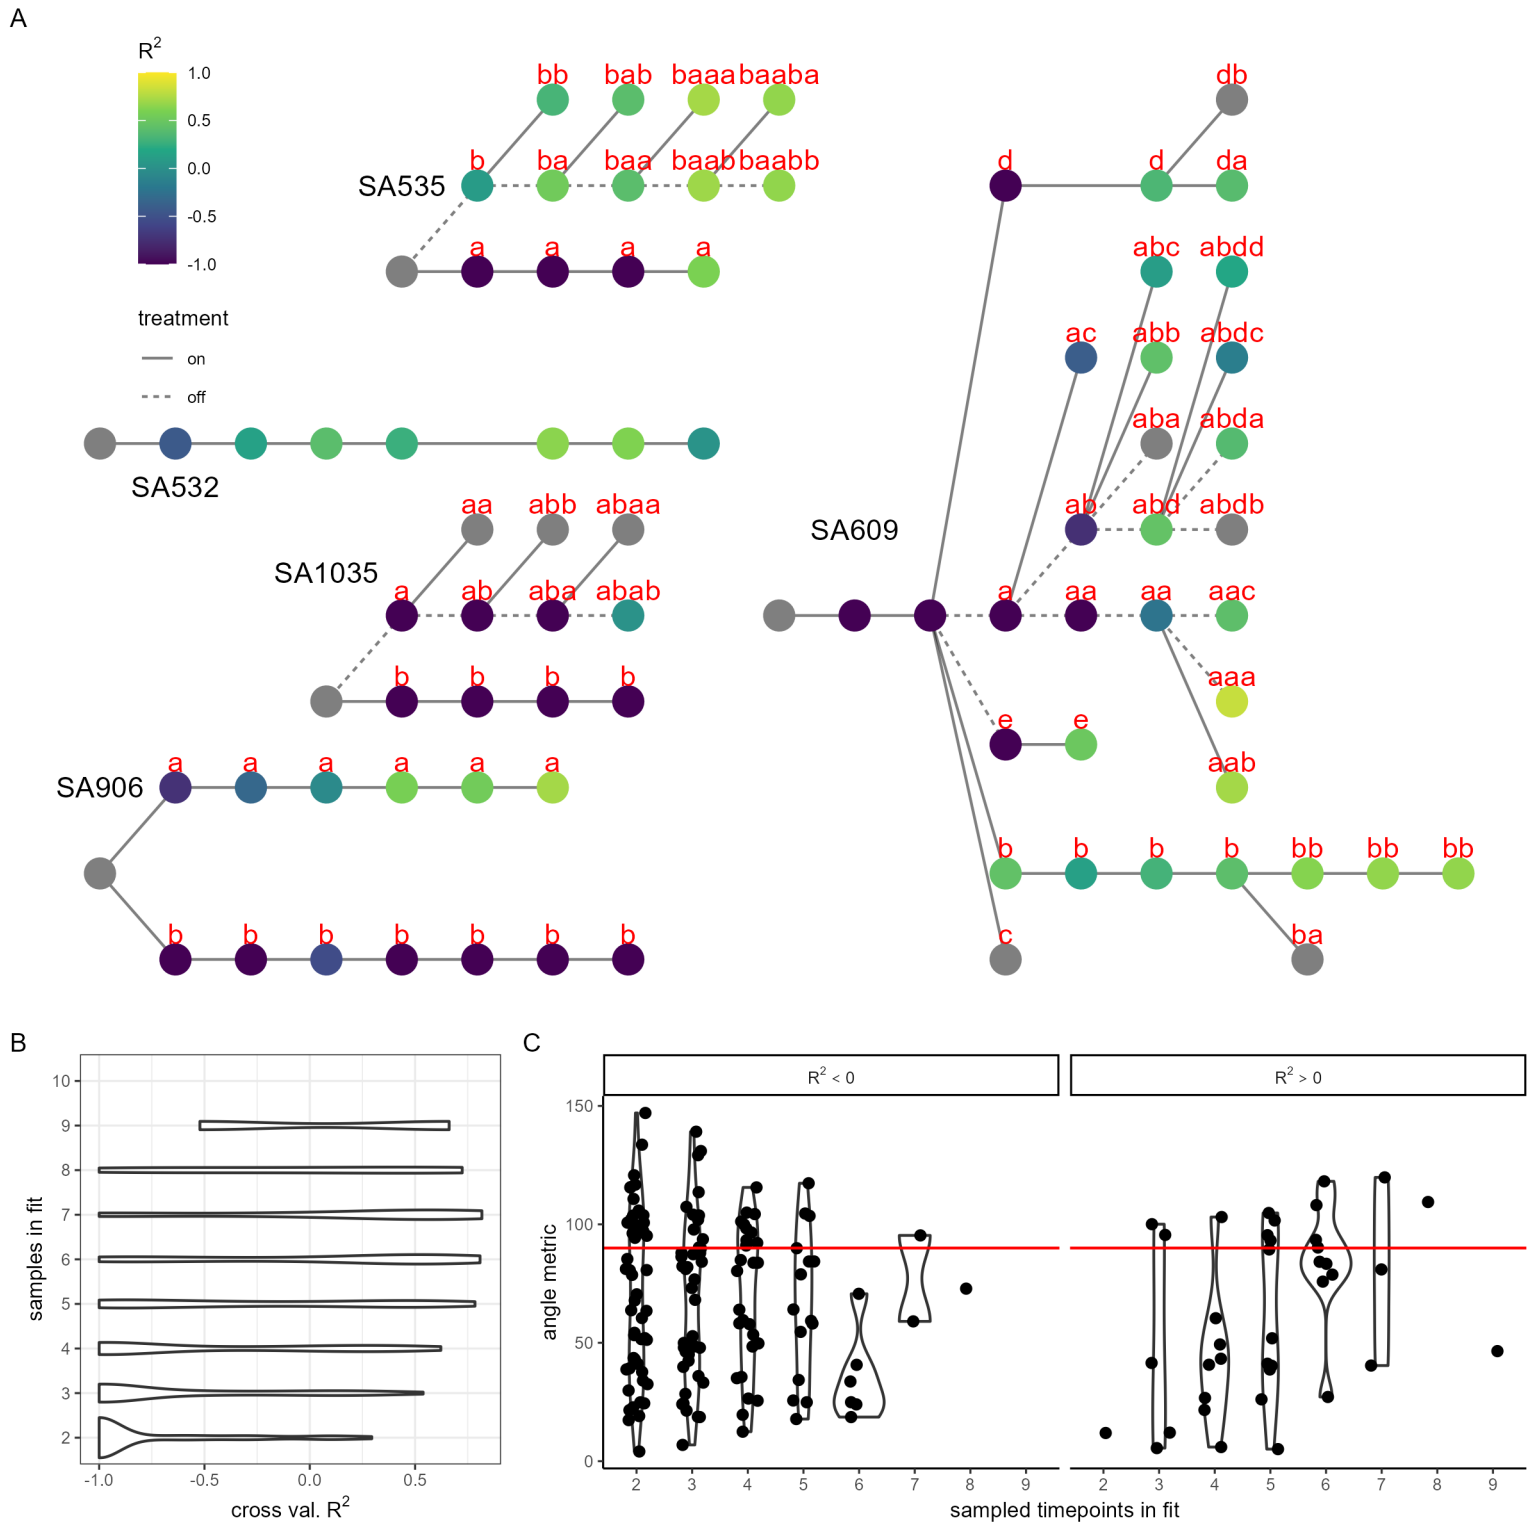 A
R²
1.0
0.5
0.0
-0.5
-1.0
treatment
on
off
bb bab baaa baaba
b ba baa baab baabb
SA535
a a a a
SA532
aa abb abaa
SA1035
a ab aba abab
b b b b
SA906
a a a a a a
b b b b b b b
db
d d da
abc abdd
ac abb abdc
aba abda
ab abd abdb
SA609
a aa aa aac
aaa
e e
aab
b b b b bb bb bb
c ba
B
samples in fit
10
9
8
7
6
5
4
3
2
-1.0 -0.5 0.0 0.5
cross val. R²
C
R² < 0 R² > 0
angle metric
150
100
50
0
2 3 4 5 6 7 8 9 2 3 4 5 6 7 8 9
sampled timepoints in fit